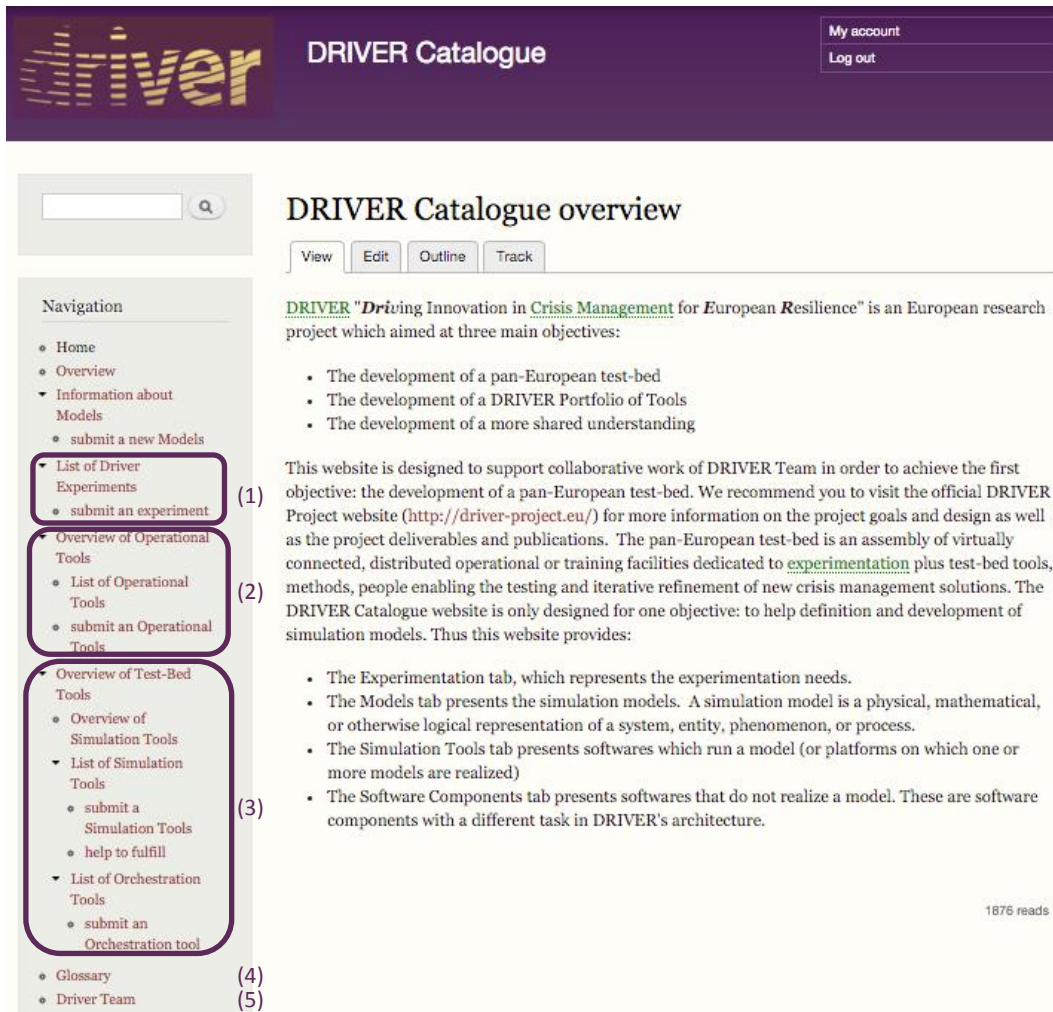 driver
DRIVER Catalogue
My account
Log out
Navigation
Home
Overview
Information about
Models
submit a new Models
List of Driver
Experiments
submit an experiment
(1)
Overview of Operational
Tools
List of Operational
Tools
submit an Operational
Tools
(2)
Overview of Test-Bed
Tools
Overview of
Simulation Tools
List of Simulation
Tools
submit a
Simulation Tools
help to fulfill
List of Orchestration
Tools
submit an
Orchestration tool
(3)
Glossary (4)
Driver Team (5)
DRIVER Catalogue overview
View Edit Outline Track
DRIVER "Driving Innovation in Crisis Management for European Resilience" is an European research
project which aimed at three main objectives:
• The development of a pan-European test-bed
• The development of a DRIVER Portfolio of Tools
• The development of a more shared understanding
This website is designed to support collaborative work of DRIVER Team in order to achieve the first
objective: the development of a pan-European test-bed. We recommend you to visit the official DRIVER
Project website (http://driver-project.eu/) for more information on the project goals and design as well
as the project deliverables and publications. The pan-European test-bed is an assembly of virtually
connected, distributed operational or training facilities dedicated to experimentation plus test-bed tools,
methods, people enabling the testing and iterative refinement of new crisis management solutions. The
DRIVER Catalogue website is only designed for one objective: to help definition and development of
simulation models. Thus this website provides:
• The Experimentation tab, which represents the experimentation needs.
• The Models tab presents the simulation models. A simulation model is a physical, mathematical,
or otherwise logical representation of a system, entity, phenomenon, or process.
• The Simulation Tools tab presents softwares which run a model (or platforms on which one or
more models are realized)
• The Software Components tab presents softwares that do not realize a model. These are software
components with a different task in DRIVER's architecture.
1876 reads